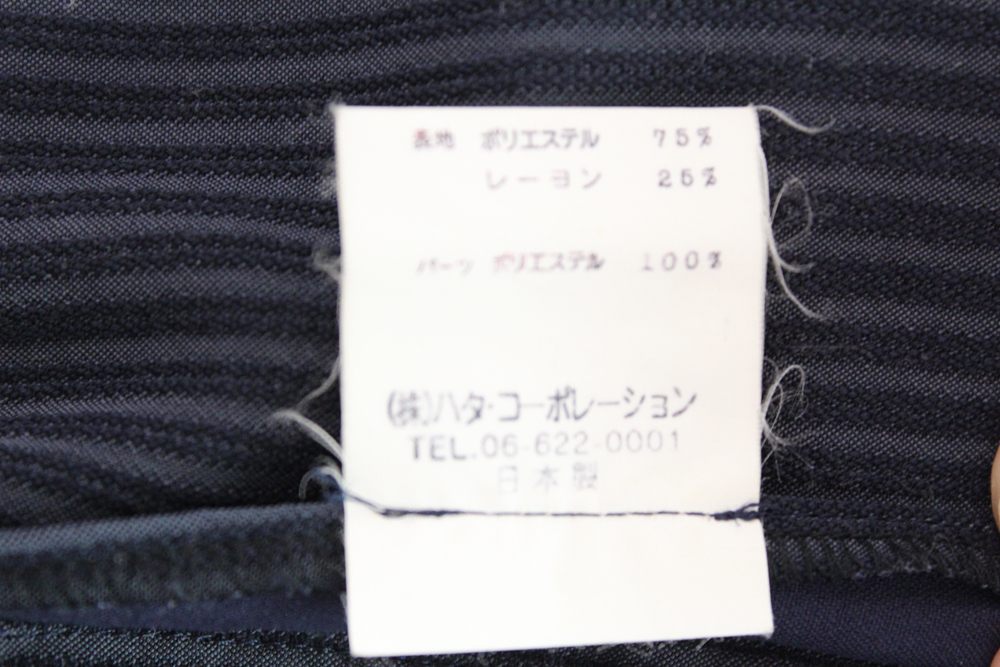 表地 ポリエステル 75%
レーヨン 25%
パーツ ポリエステル 100%
(株)ハタ・コーポレーション
TEL.06-622-0001
日本製